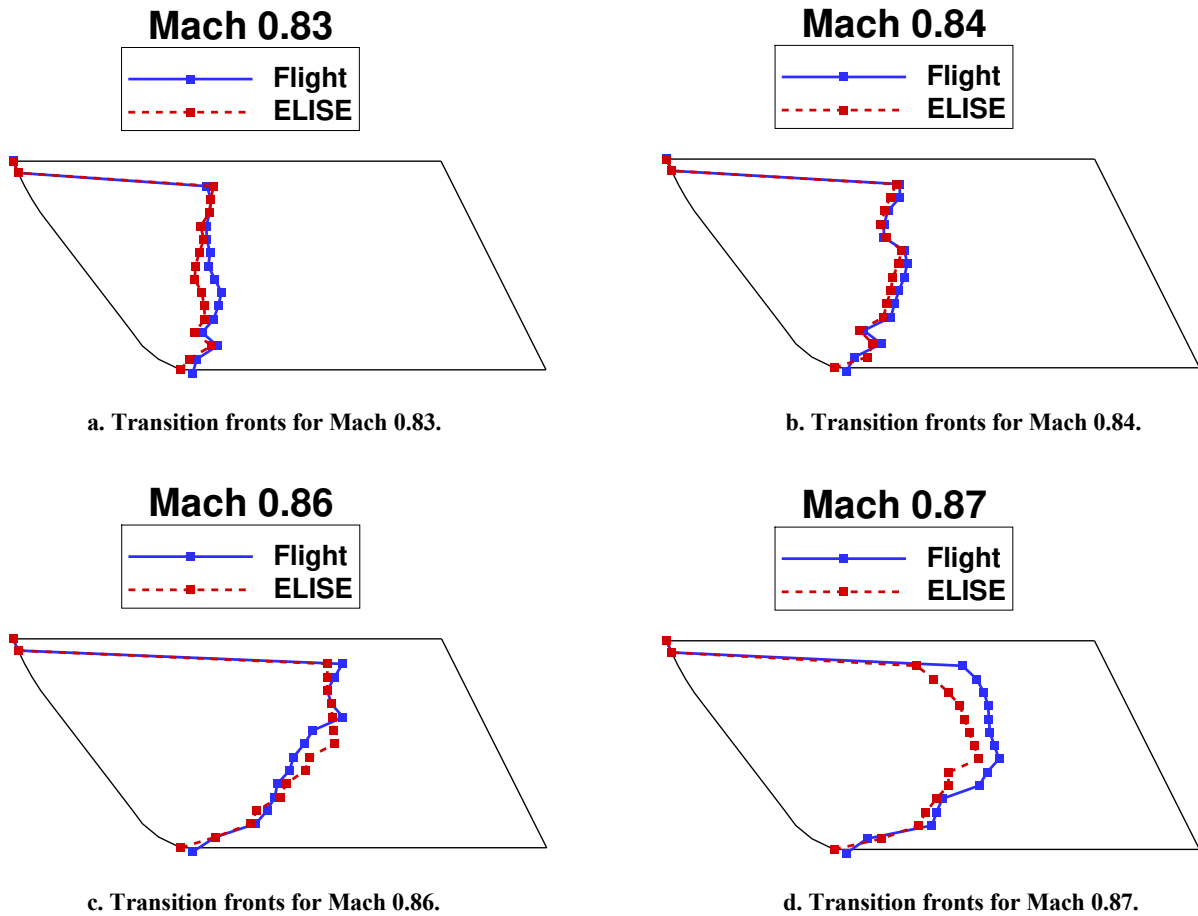 Mach 0.83
Flight
ELISE
a. Transition fronts for Mach 0.83.
Mach 0.84
Flight
ELISE
b. Transition fronts for Mach 0.84.
Mach 0.86
Flight
ELISE
c. Transition fronts for Mach 0.86.
Mach 0.87
Flight
ELISE
d. Transition fronts for Mach 0.87.